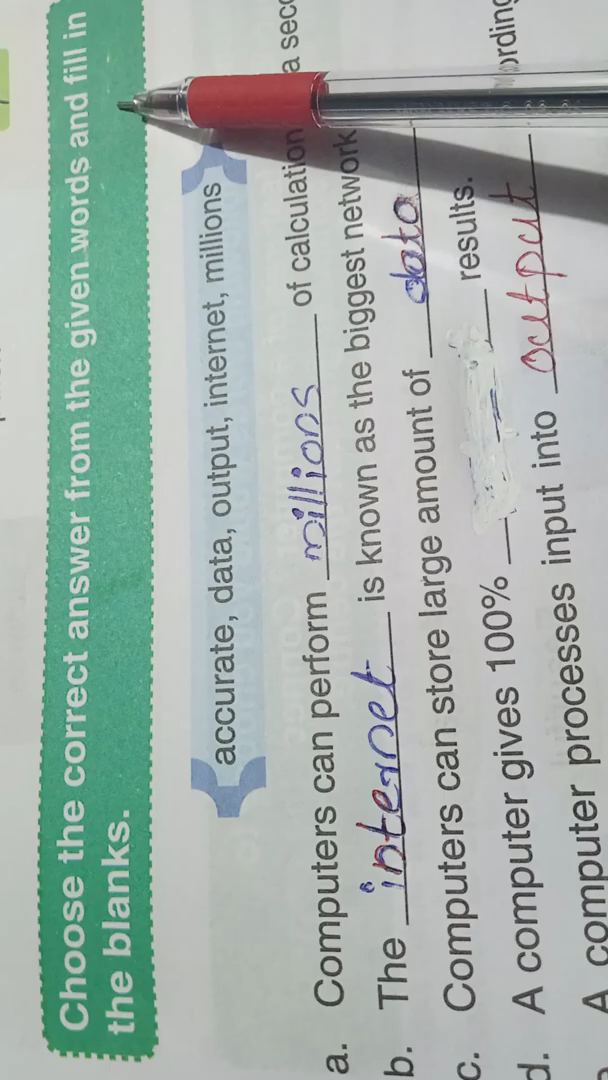 Choose the correct answer from the given words and fill in
the blanks.
accurate, data, output, internet, millions
a. Computers can perform millions of calculation a sec
b. The internet is known as the biggest network
c. Computers can store large amount of data
d. A computer gives 100% results.
A computer processes input into output